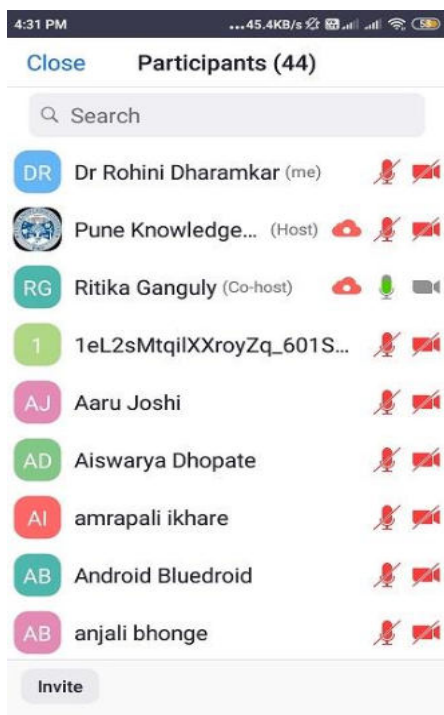 4:31 PM ...45.4KB/s 58
Close Participants (44)
Search
DR Dr Rohini Dharamkar (me)
Pune Knowledge... (Host)
RG Ritika Ganguly (Co-host)
1 1eL2sMtqilXXroyZq_601S...
AJ Aaru Joshi
AD Aiswarya Dhopate
AI amrapali ikhare
AB Android Bluedroid
AB anjali bhonge
Invite